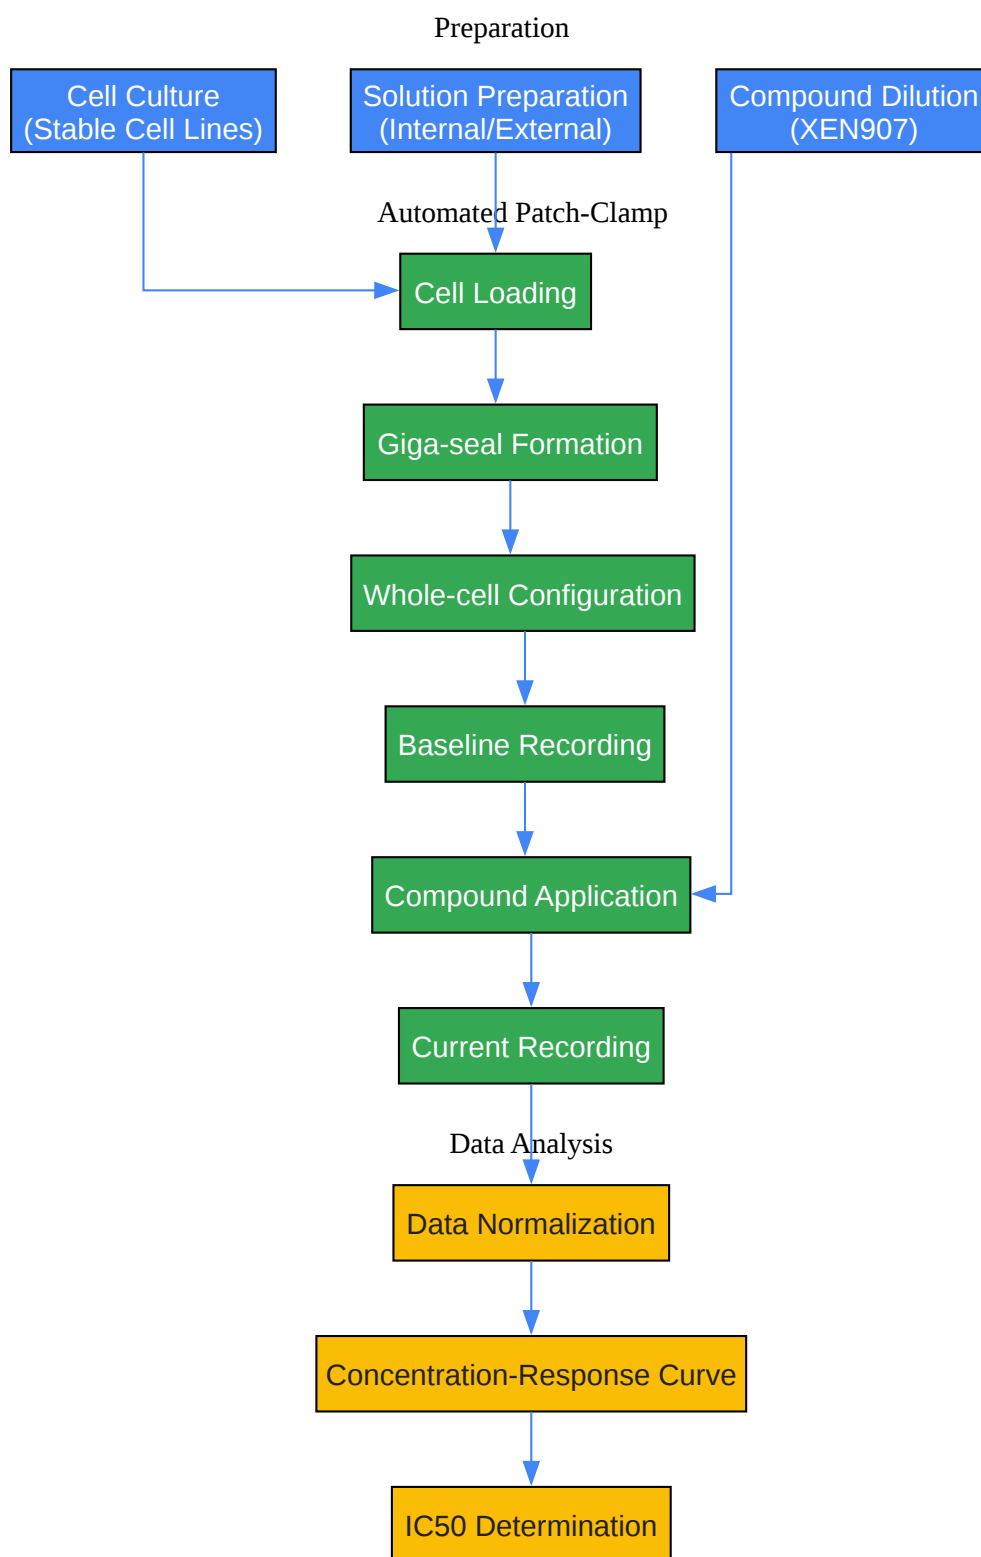 Preparation
Cell Culture
(Stable Cell Lines)
Solution Preparation
(Internal/External)
Compound Dilution
(XEN907)
Automated Patch-Clamp
Cell Loading
Giga-seal Formation
Whole-cell Configuration
Baseline Recording
Compound Application
Current Recording
Data Analysis
Data Normalization
Concentration-Response Curve
IC50 Determination